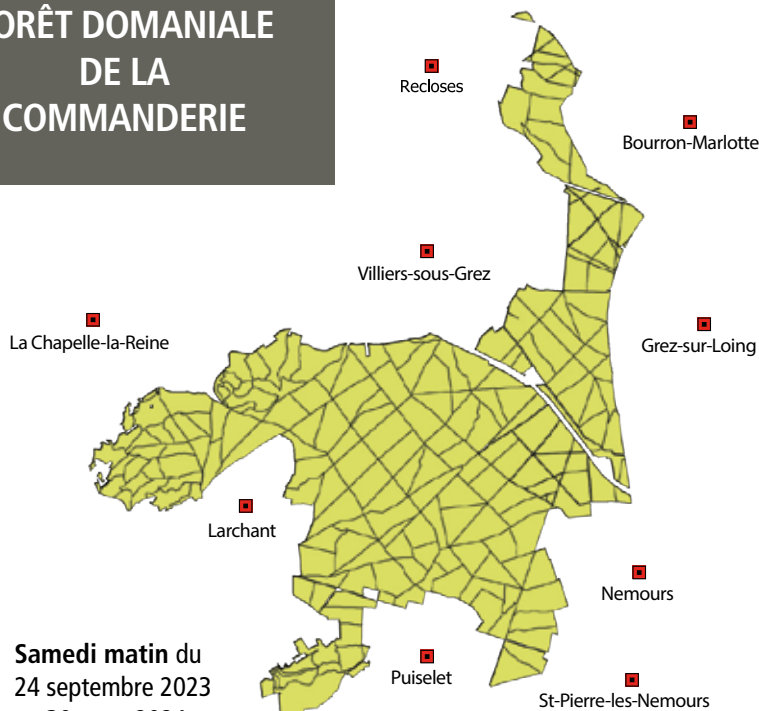 ORÊT DOMANIALE
DE LA
COMMANDERIE
Recloses
Bourron-Marlotte
Villiers-sous-Grez
La Chapelle-la-Reine
Grez-sur-Loing
Larchant
Nemours
Samedi matin du
24 septembre 2023
Puiselet
St-Pierre-les-Nemours